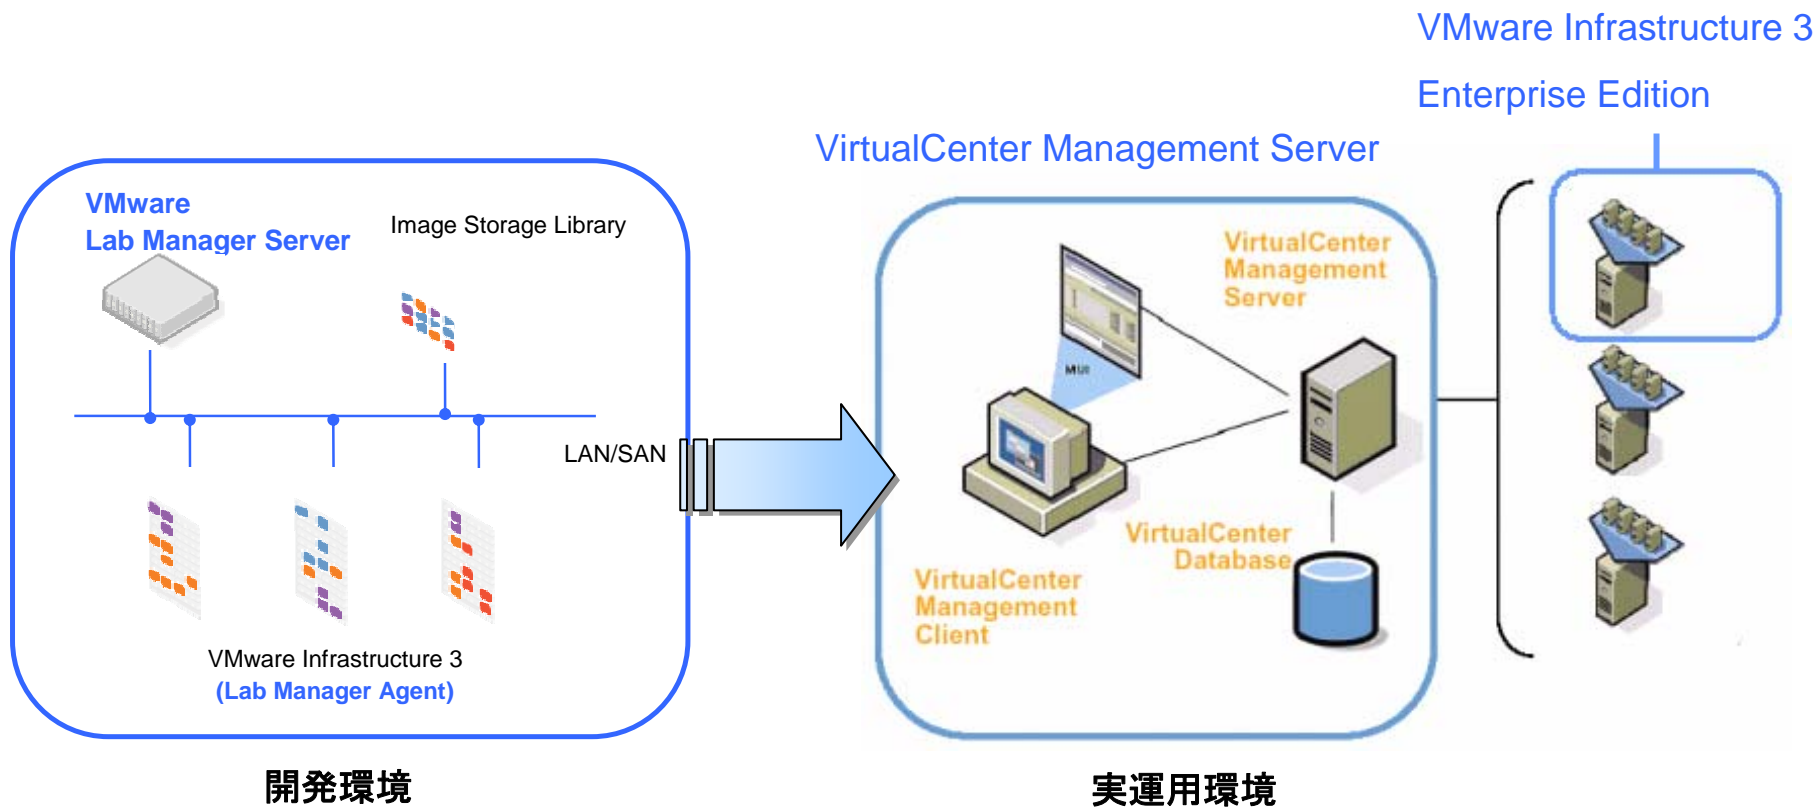 VMware Infrastructure 3
Enterprise Edition
VirtualCenter Management Server
VMware
Lab Manager Server
Image Storage Library
LAN/SAN
VMware Infrastructure 3
(Lab Manager Agent)
開発環境
VirtualCenter
Management
Server
MUI
VirtualCenter
Database
VirtualCenter
Management
Client
実運用環境